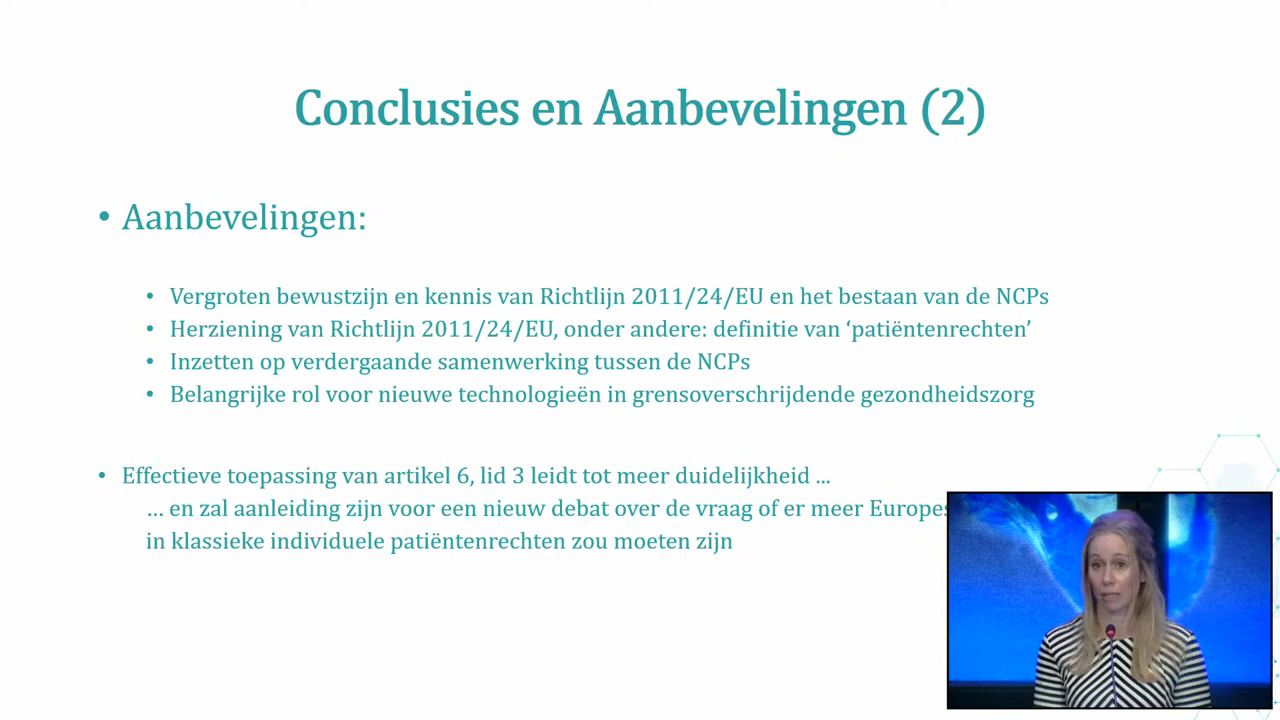 Conclusies en Aanbevelingen (2)
• Aanbevelingen:
• Vergroten bewustzijn en kennis van Richtlijn 2011/24/EU en het bestaan van de NCPs
• Herziening van Richtlijn 2011/24/EU, onder andere: definitie van ‘patiëntenrechten’
• Inzetten op verdergaande samenwerking tussen de NCPs
• Belangrijke rol voor nieuwe technologieën in grensoverschrijdende gezondheidszorg
• Effectieve toepassing van artikel 6, lid 3 leidt tot meer duidelijkheid ...
... en zal aanleiding zijn voor een nieuw debat over de vraag of er meer
in klassieke individuele patiëntenrechten zou moeten zijn